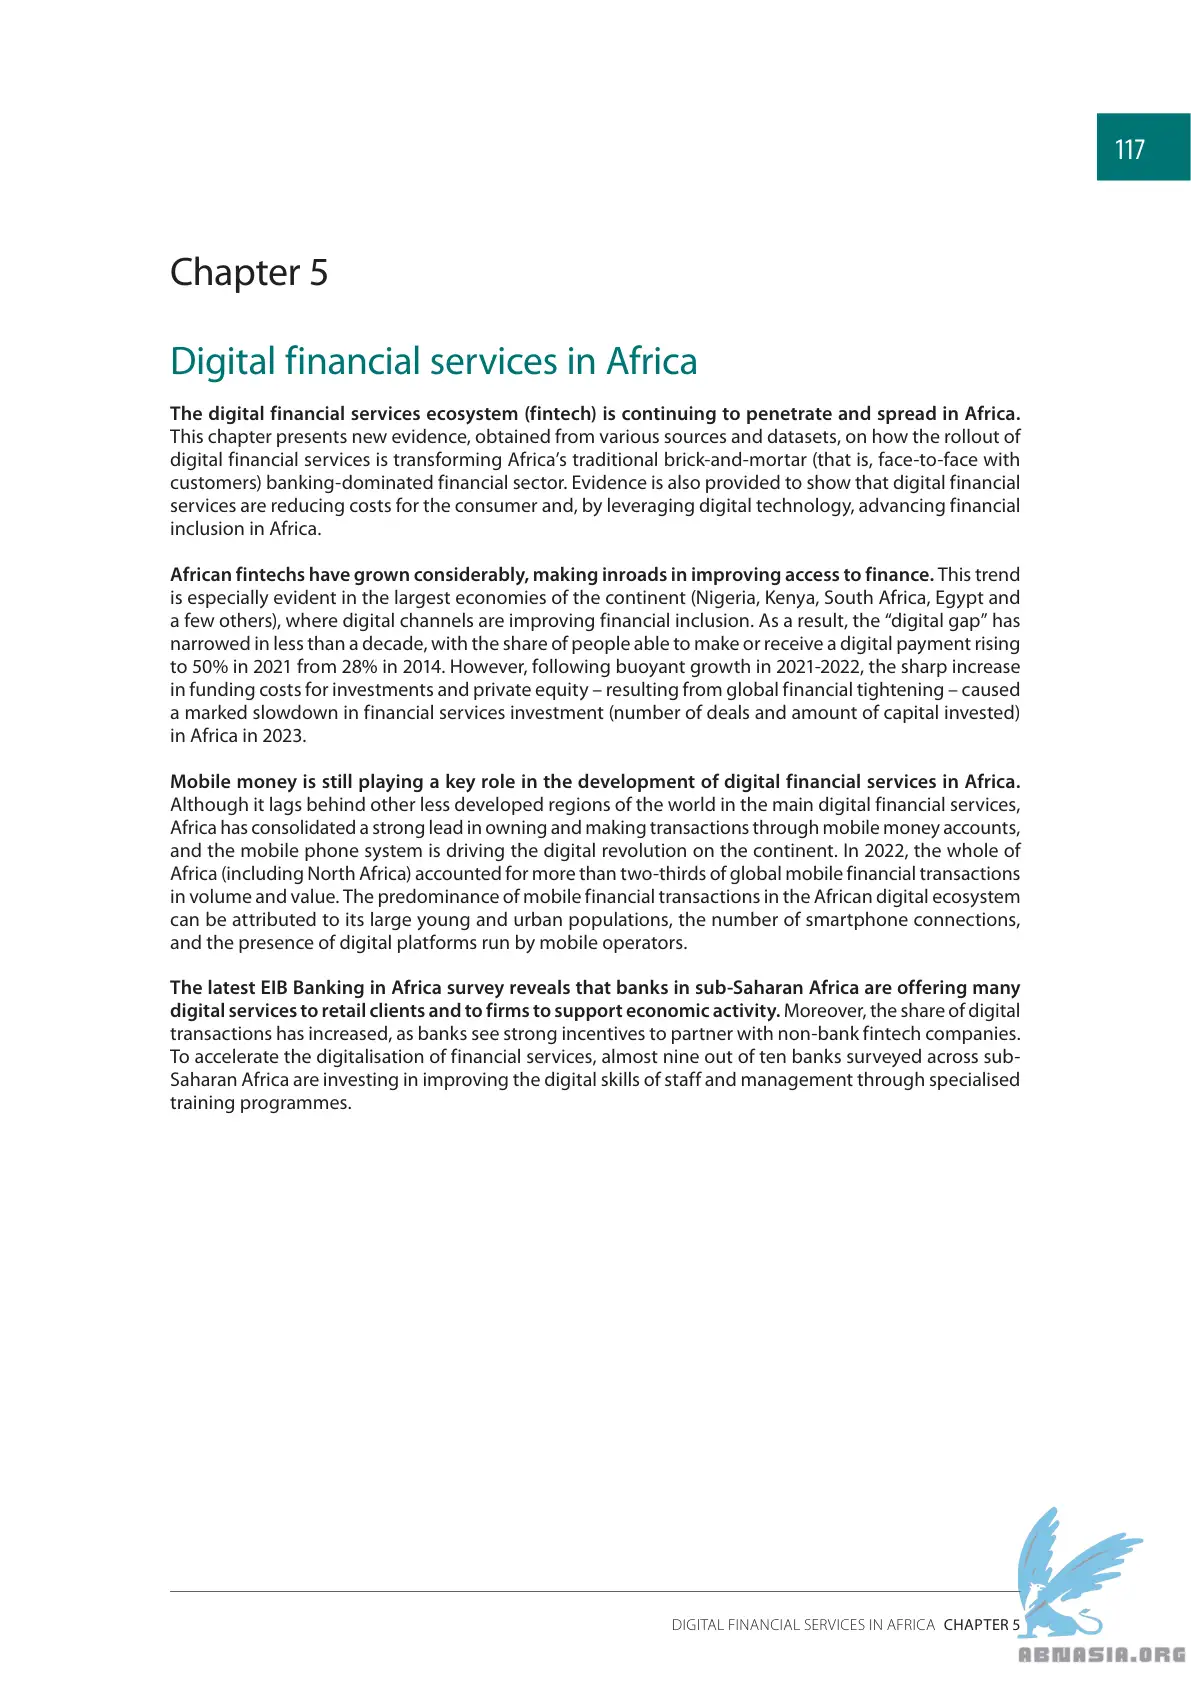 117
Chapter 5
Digital financial services in Africa
The digital financial services ecosystem (fintech) is continuing to penetrate and spread in Africa.
This chapter presents new evidence, obtained from various sources and datasets, on how the rollout of
digital financial services is transforming Africa’s traditional brick-and-mortar (that is, face-to-face with
customers) banking-dominated financial sector. Evidence is also provided to show that digital financial
services are reducing costs for the consumer and, by leveraging digital technology, advancing financial
inclusion in Africa.
African fintechs have grown considerably, making inroads in improving access to finance. This trend
is especially evident in the largest economies of the continent (Nigeria, Kenya, South Africa, Egypt and
a few others), where digital channels are improving financial inclusion. As a result, the “digital gap” has
narrowed in less than a decade, with the share of people able to make or receive a digital payment rising
to 50% in 2021 from 28% in 2014. However, following buoyant growth in 2021-2022, the sharp increase
in funding costs for investments and private equity – resulting from global financial tightening – caused
a marked slowdown in financial services investment (number of deals and amount of capital invested)
in Africa in 2023.
Mobile money is still playing a key role in the development of digital financial services in Africa.
Although it lags behind other less developed regions of the world in the main digital financial services,
Africa has consolidated a strong lead in owning and making transactions through mobile money accounts,
and the mobile phone system is driving the digital revolution on the continent. In 2022, the whole of
Africa (including North Africa) accounted for more than two-thirds of global mobile financial transactions
in volume and value. The predominance of mobile financial transactions in the African digital ecosystem
can be attributed to its large young and urban populations, the number of smartphone connections,
and the presence of digital platforms run by mobile operators.
The latest EIB Banking in Africa survey reveals that banks in sub-Saharan Africa are offering many
digital services to retail clients and to firms to support economic activity. Moreover, the share of digital
transactions has increased, as banks see strong incentives to partner with non-bank fintech companies.
To accelerate the digitalisation of financial services, almost nine out of ten banks surveyed across sub-
Saharan Africa are investing in improving the digital skills of staff and management through specialised
training programmes.
DIGITAL FINANCIAL SERVICES IN AFRICA CHAPTER 5
ABNASIA.ORG